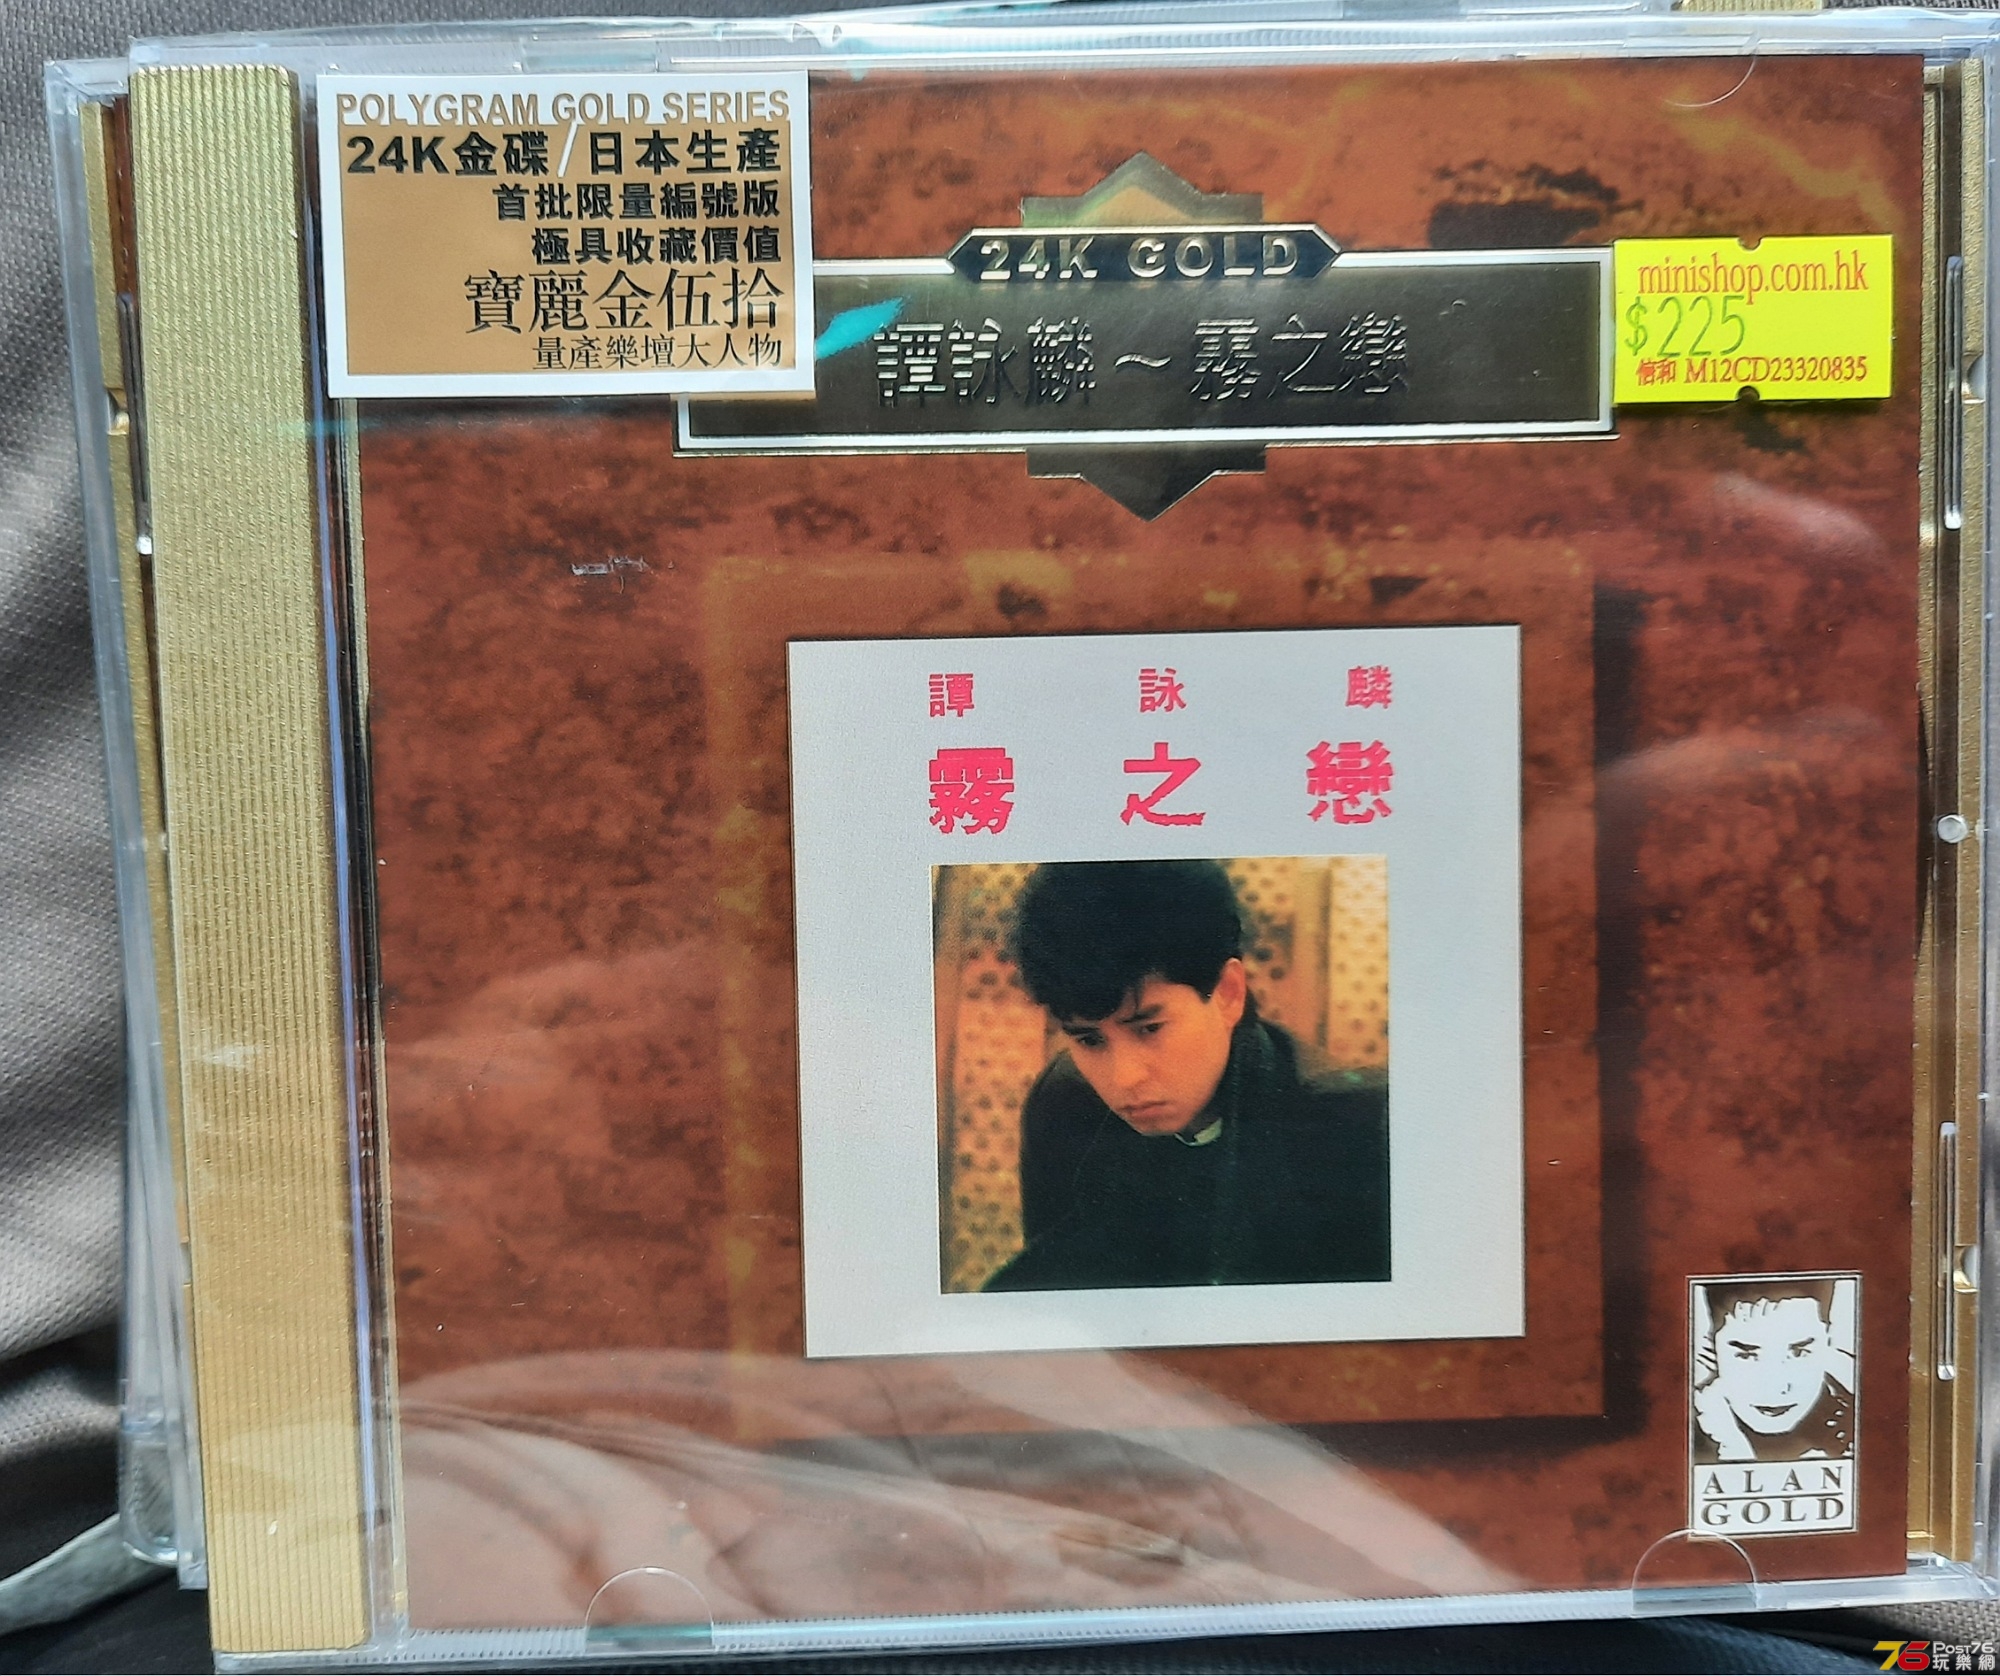 POLYGRAM GOLD SERIES
24K金碟/日本生產
首批限量編號版
極具收藏價值
寶麗金伍拾
量產樂壇大人物
24K GOLD
譚詠麟～霧之戀
minishop.com.hk
$225
信和 M12CD23320835
譚 詠 麟
霧 之 戀
ALAN
GOLD
76 POST76
玩樂網